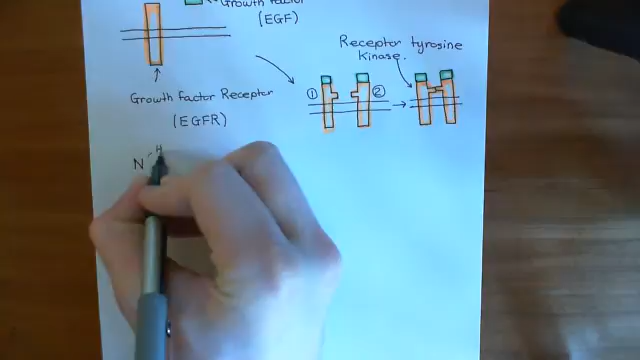 Growth factor
(EGF)
Receptor tyrosine
kinase.
① ②
Growth Factor Receptor
(EGFR)
N H